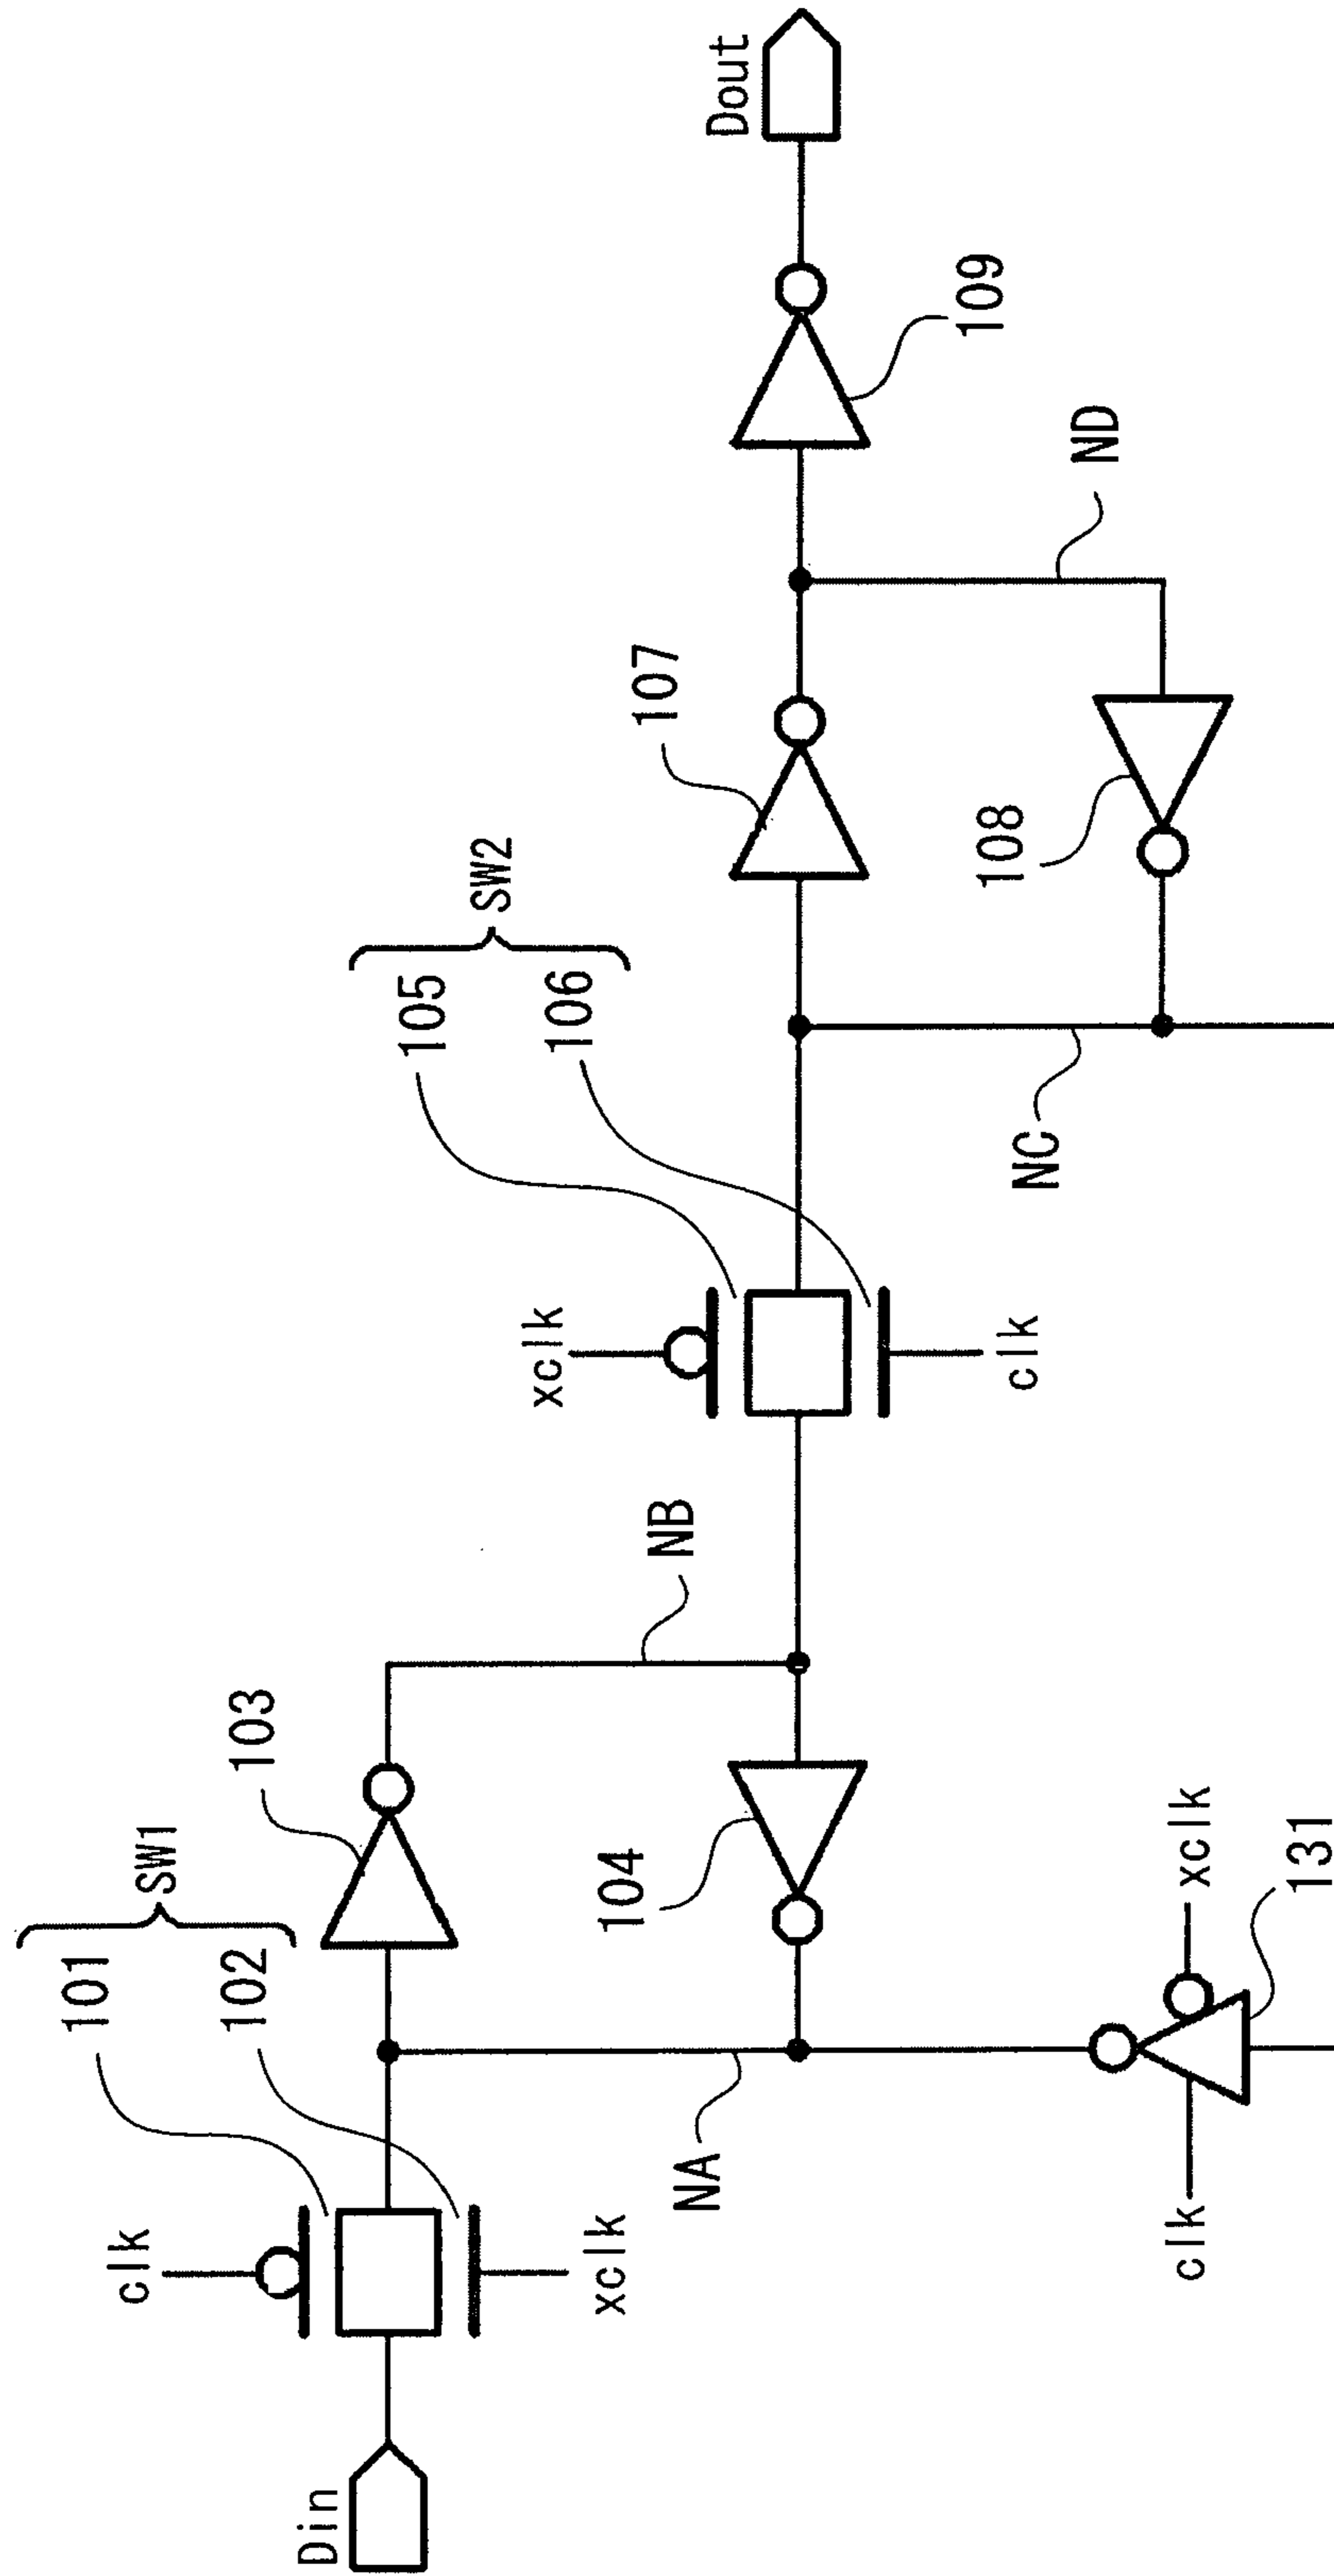 SW1
101
102
clk
xclk
Din
103
NB
104
NA
clk
xclk
131
SW2
105
106
xclk
clk
NC
107
108
ND
109
Dout